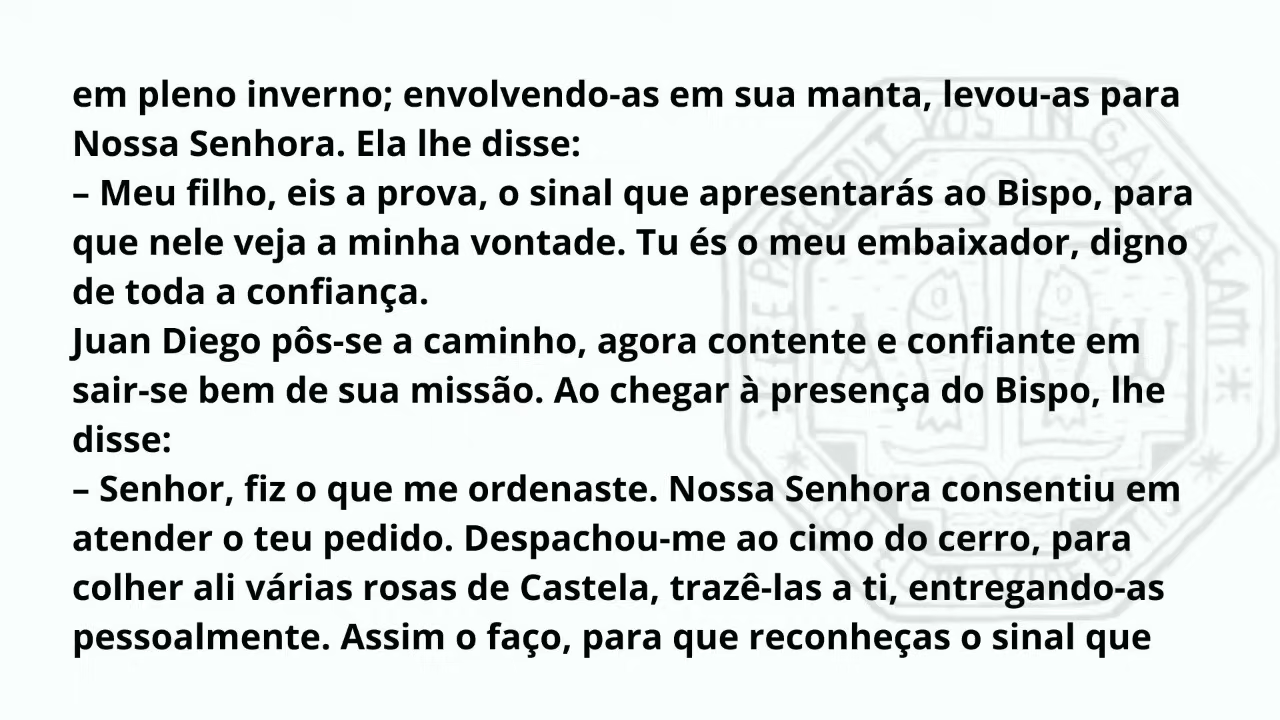 em pleno inverno; envolvendo-as em sua manta, levou-as para
Nossa Senhora. Ela lhe disse:
– Meu filho, eis a prova, o sinal que apresentarás ao Bispo, para
que nele veja a minha vontade. Tu és o meu embaixador, digno
de toda a confiança.
Juan Diego pôs-se a caminho, agora contente e confiante em
sair-se bem de sua missão. Ao chegar à presença do Bispo, lhe
disse:
– Senhor, fiz o que me ordenaste. Nossa Senhora consentiu em
atender o teu pedido. Despachou-me ao cimo do cerro, para
colher ali várias rosas de Castela, trazê-las a ti, entregando-as
pessoalmente. Assim o faço, para que reconheças o sinal que